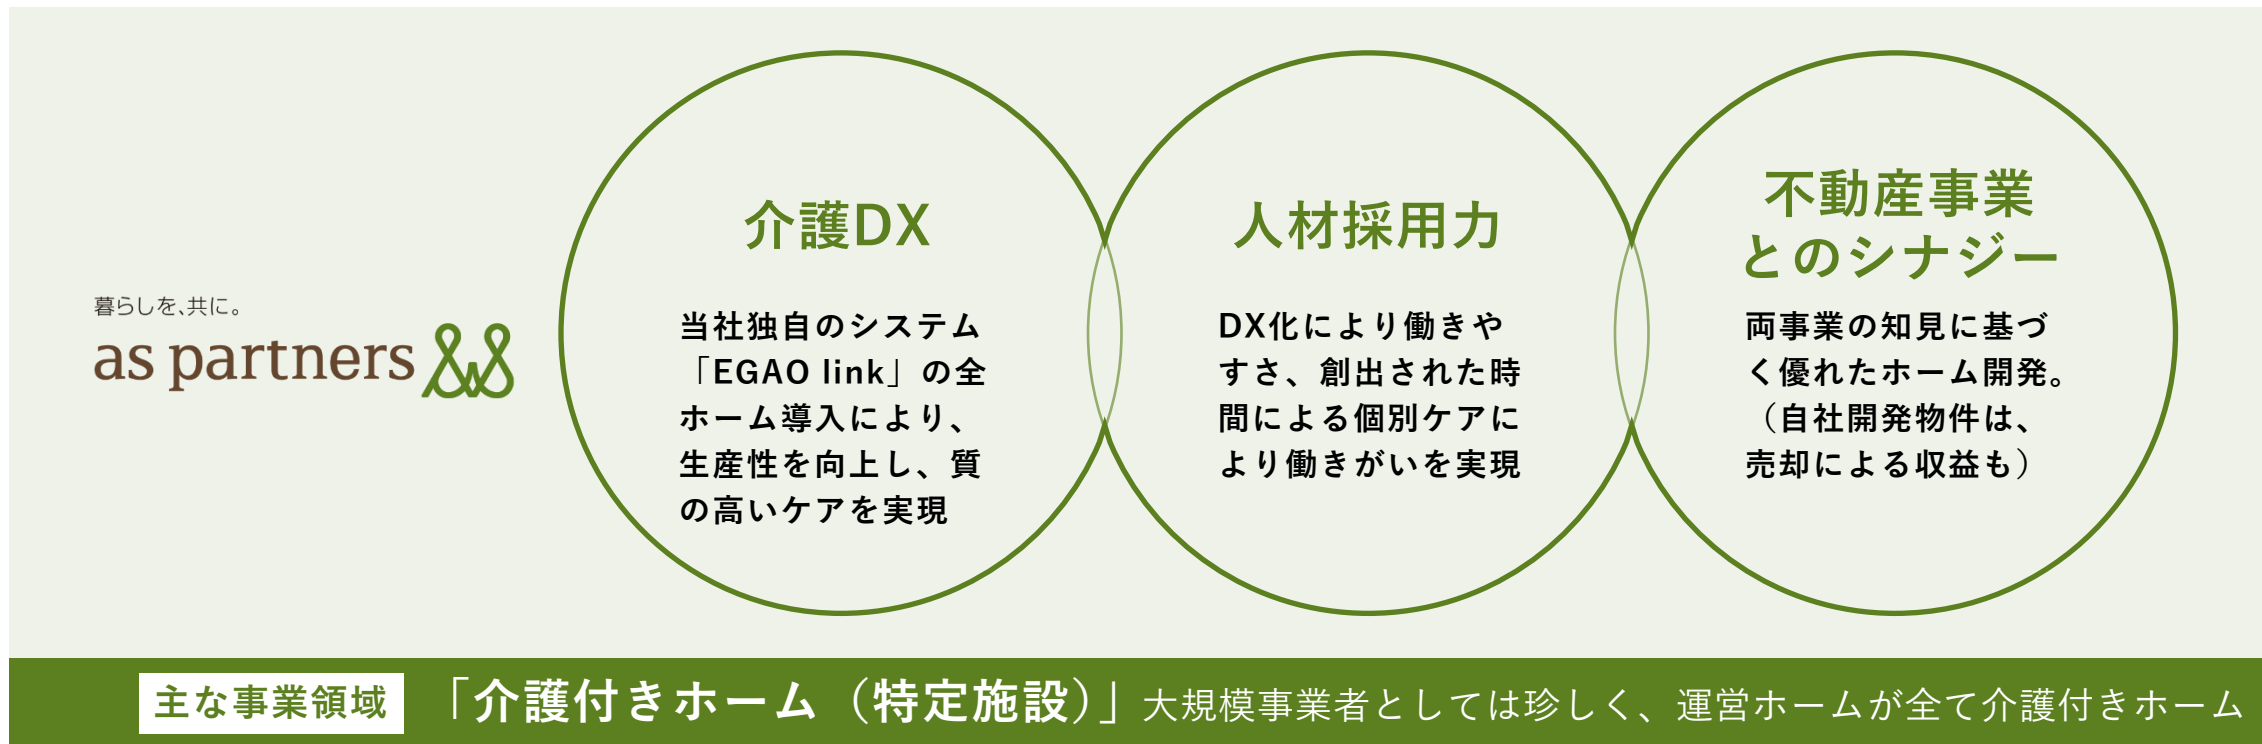 暮らしを、共に。
as partners
介護DX
当社独自のシステム
「EGAO link」の全
ホーム導入により、
生産性を向上し、質
の高いケアを実現
人材採用力
DX化により働きや
すさ、創出された時
間による個別ケアに
より働きがいを実現
不動産事業
とのシナジー
両事業の知見に基づ
く優れたホーム開発。
（自社開発物件は、
売却による収益も）
主な事業領域 「介護付きホーム（特定施設）」大規模事業者としては珍しく、運営ホームが全て介護付きホーム